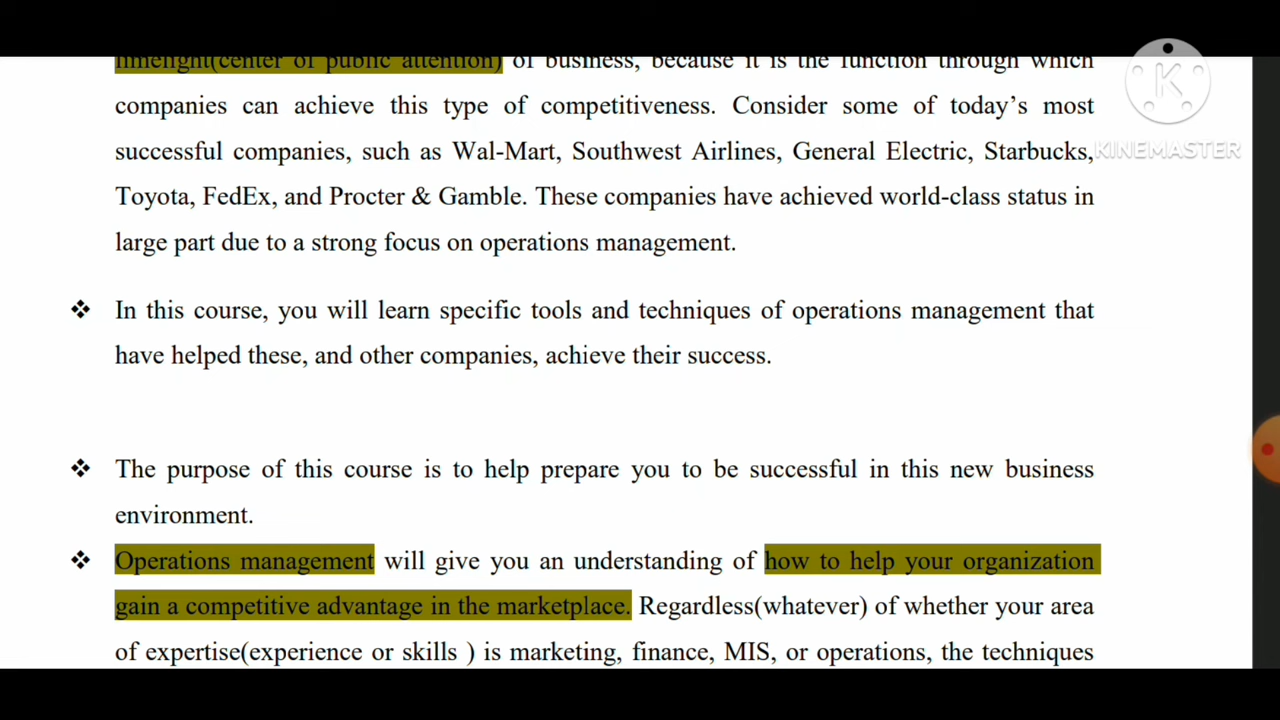 limelight(center of public attention) of business, because it is the function through which
companies can achieve this type of competitiveness. Consider some of today’s most
successful companies, such as Wal-Mart, Southwest Airlines, General Electric, Starbucks,
Toyota, FedEx, and Procter & Gamble. These companies have achieved world-class status in
large part due to a strong focus on operations management.
❖ In this course, you will learn specific tools and techniques of operations management that
have helped these, and other companies, achieve their success.
❖ The purpose of this course is to help prepare you to be successful in this new business
environment.
❖ Operations management will give you an understanding of how to help your organization
gain a competitive advantage in the marketplace. Regardless(whatever) of whether your area
of expertise(experience or skills ) is marketing, finance, MIS, or operations, the techniques
K
KINEMASTER